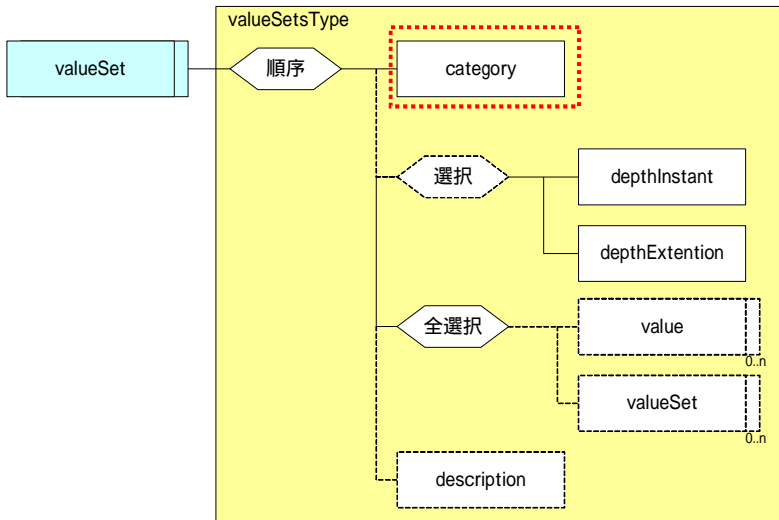 valueSetsType
valueSet
順序
category
選択
depthInstant
depthExtention
全選択
value
0..n
valueSet
0..n
description